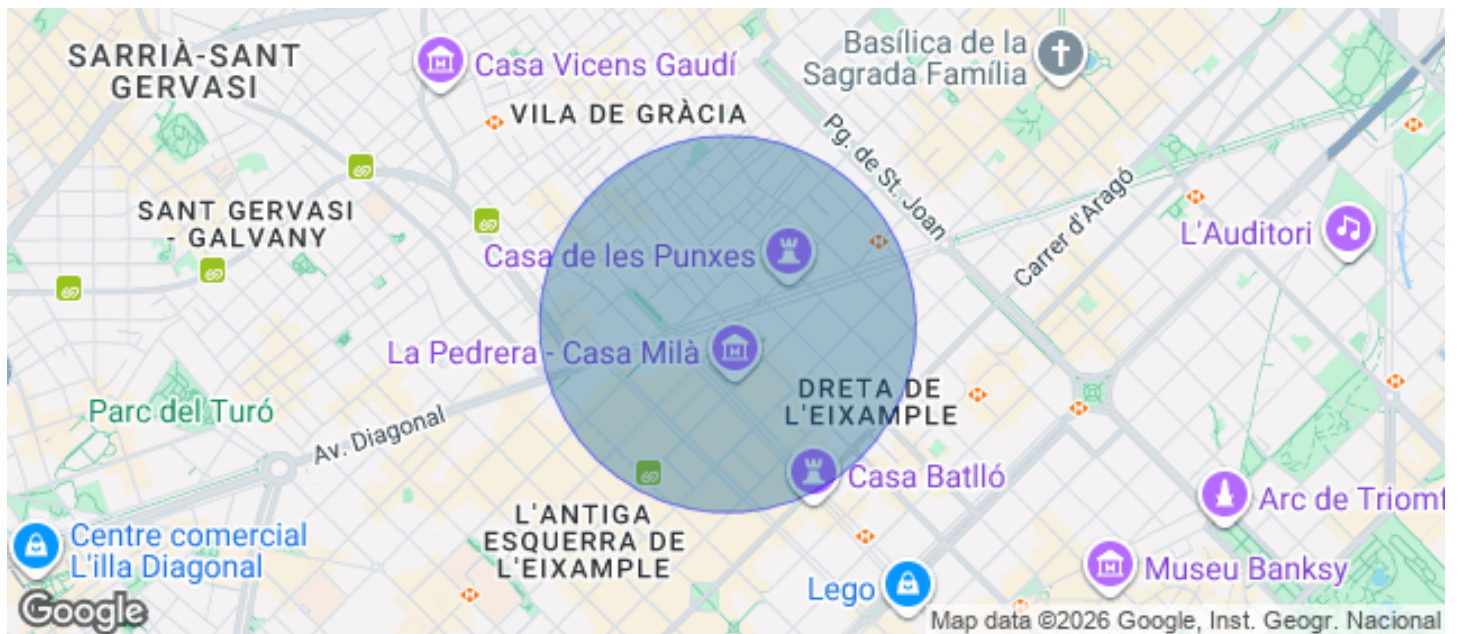 SARRIÀ-SANT
GERVASI
Casa Vicens Gaudí
Basílica de la
Sagrada Família
VILA DE GRÀCIA
Pg. de St. Joan
SANT GERVASI
- GALVANY
Casa de les Punxes
Carrer d'Aragó
L'Auditori
La Pedrera - Casa Milà
DRETA DE
L'EIXAMPLE
Parc del Turó
Av. Diagonal
Casa Batlló
Arc de Triomf
L'ANTIGA
ESQUERRA DE
L'EIXAMPLE
Centre comercial
L'illa Diagonal
Museu Banksy
Lego
Google
Map data ©2026 Google, Inst. Geogr. Nacional